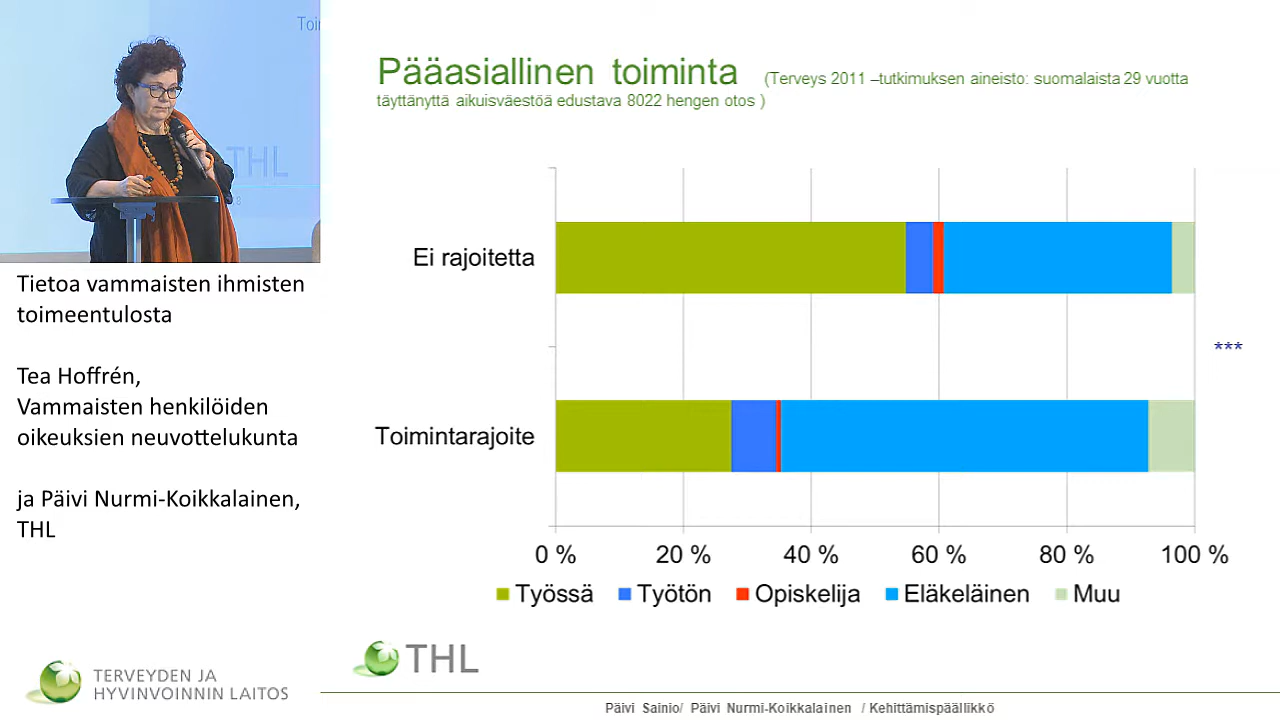 Toi
THL
8
Tietoa vammaisten ihmisten
toimeentulosta
Tea Hoffrén,
Vammaisten henkilöiden
oikeuksien neuvottelukunta
ja Päivi Nurmi-Koikkalainen,
THL
TERVEYDEN JA
HYVINVOINNIN LAITOS
Pääasiallinen toiminta (Terveys 2011 –tutkimuksen aineisto: suomalaista 29 vuotta
täyttänyttä aikuisväestöä edustava 8022 hengen otos )
Ei rajoitetta
***
Toimintarajoite
0 % 20 % 40 % 60 % 80 % 100 %
Työssä Työtön Opiskelija Eläkeläinen Muu
THL
Päivi Sainio/ Päivi Nurmi-Koikkalainen / Kehittämispäällikkö